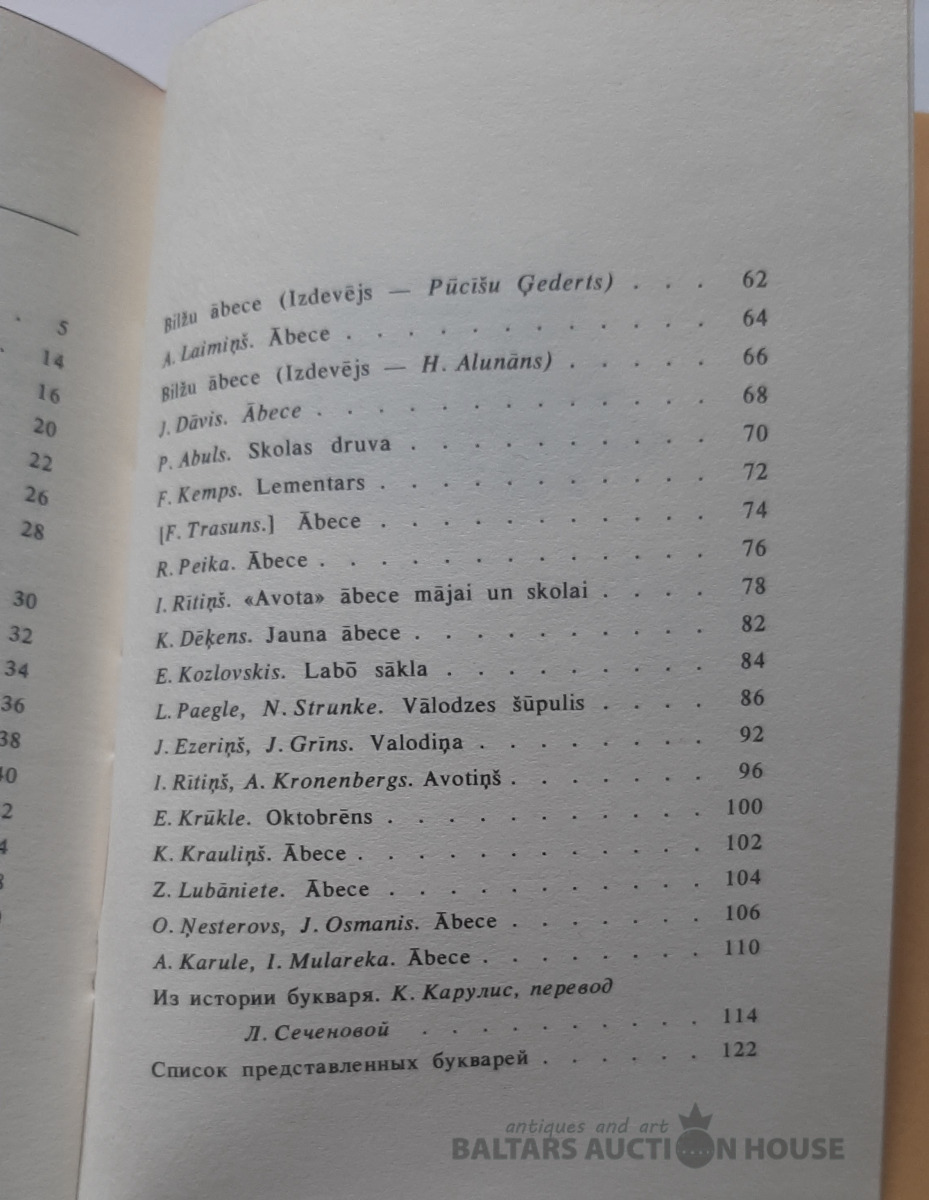 5
14
16
20
22
26
28
30
32
34
36
38
Bilžu ābece (Izdevējs — Pūcīšu Ģederts) . . . 62
A. Laimiņš. Ābece . . . . . . . . . . . 64
Bilžu ābece (Izdevējs — H. Alunāns) . . . . . 66
J. Dāvis. Ābece . . . . . . . . . . . . 68
P. Abuls. Skolas druva . . . . . . . . . 70
F. Kemps. Lementars . . . . . . . . . . 72
[F. Trasuns.] Ābece . . . . . . . . . . 74
R. Peika. Ābece . . . . . . . . . . . . 76
I. Rītiņš. «Avota» ābece mājai un skolai . . . . 78
K. Dēķens. Jauna ābece . . . . . . . . . 82
E. Kozlovskis. Labō sākla . . . . . . . . 84
L. Paegle, N. Strunke. Vālodzes šūpulis . . . . 86
J. Ezeriņš, J. Grīns. Valodiņa . . . . . . . 92
I. Rītiņš, A. Kronenbergs. Avotiņš . . . . . . 96
E. Krūkle. Oktobrēns . . . . . . . . . . 100
K. Krauliņš. Ābece . . . . . . . . . . . 102
Z. Lubāniete. Ābece . . . . . . . . . . 104
O. Ņesterovs, J. Osmanis. Ābece . . . . . . 106
A. Karule, I. Mulareka. Ābece . . . . . . . 110
Из истории букваря. К. Карулис, перевод
Л. Сеченовой . . . . . . . . . 114
Список представленных букварей . . . . . . 122
antiques and art
BALTARS AUCTION HOUSE